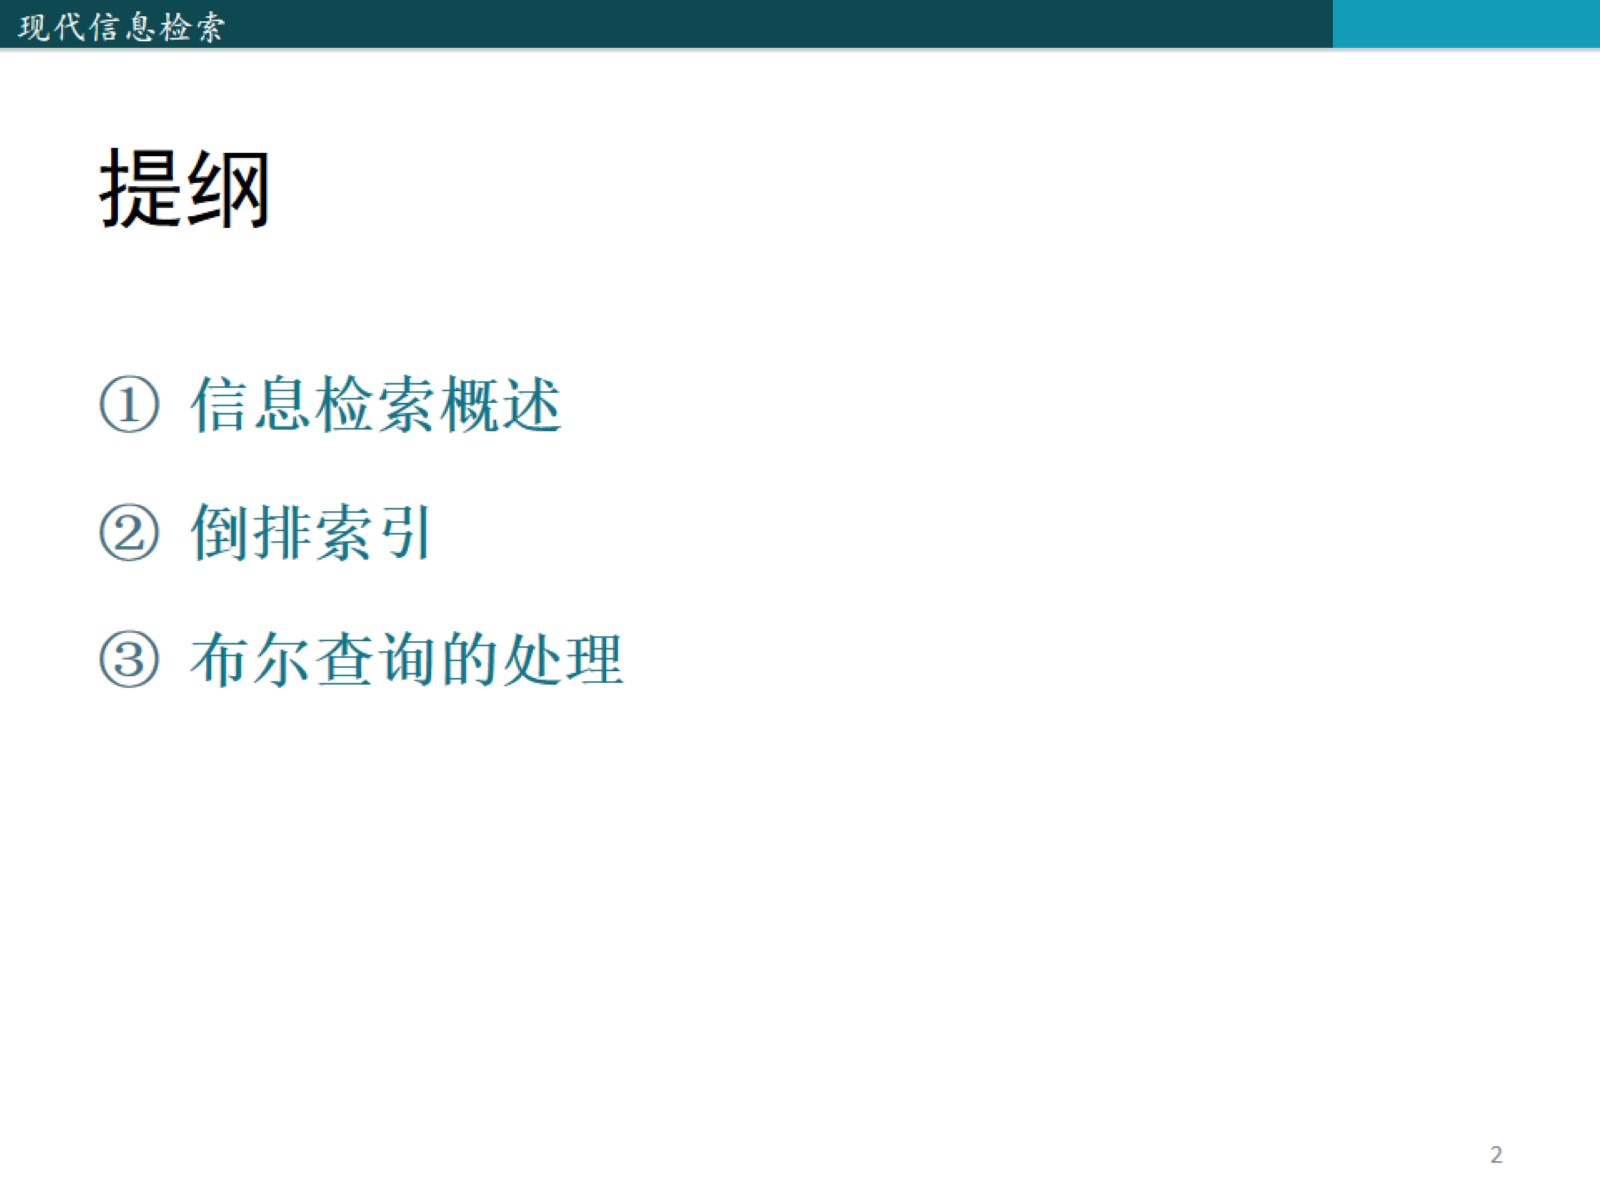 现代信息检索
提纲
① 信息检索概述
② 倒排索引
③ 布尔查询的处理
2